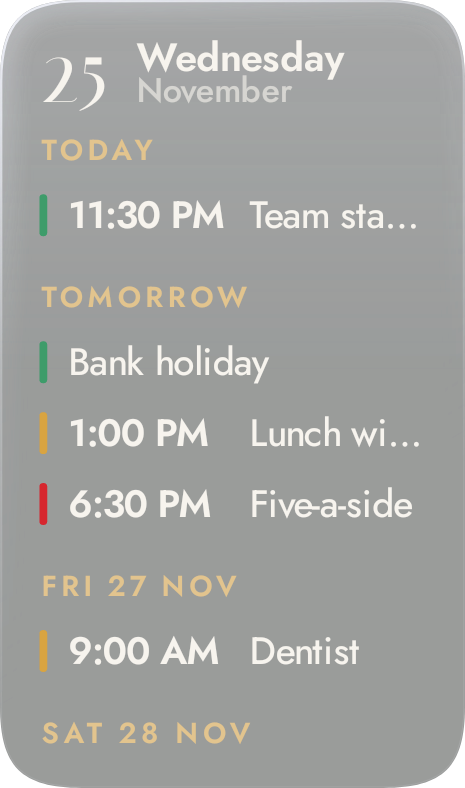 25 Wednesday
November
TODAY
11:30 PM Team sta...
TOMORROW
Bank holiday
1:00 PM Lunch wi...
6:30 PM Five-a-side
FRI 27 NOV
9:00 AM Dentist
SAT 28 NOV